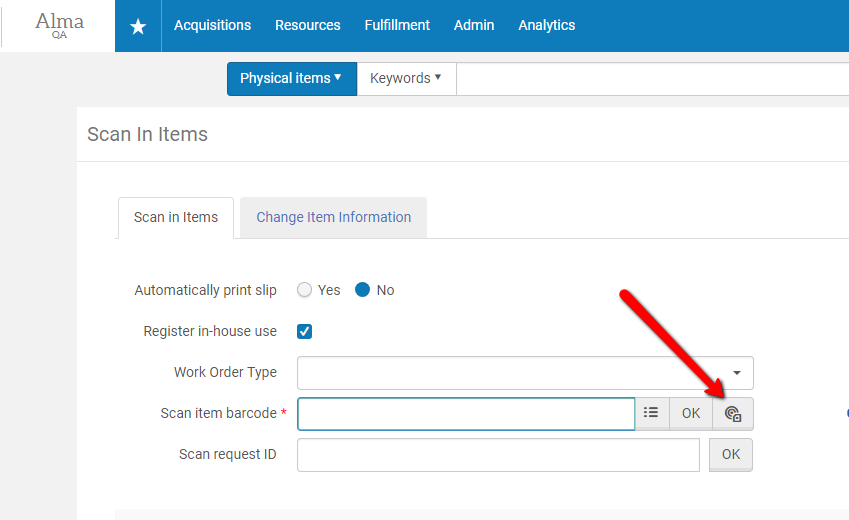 Alma
QA
Acquisitions Resources Fulfillment Admin Analytics
Physical items Keywords
Scan In Items
Scan in Items Change Item Information
Automatically print slip Yes No
Register in-house use
Work Order Type
Scan item barcode * OK
Scan request ID OK